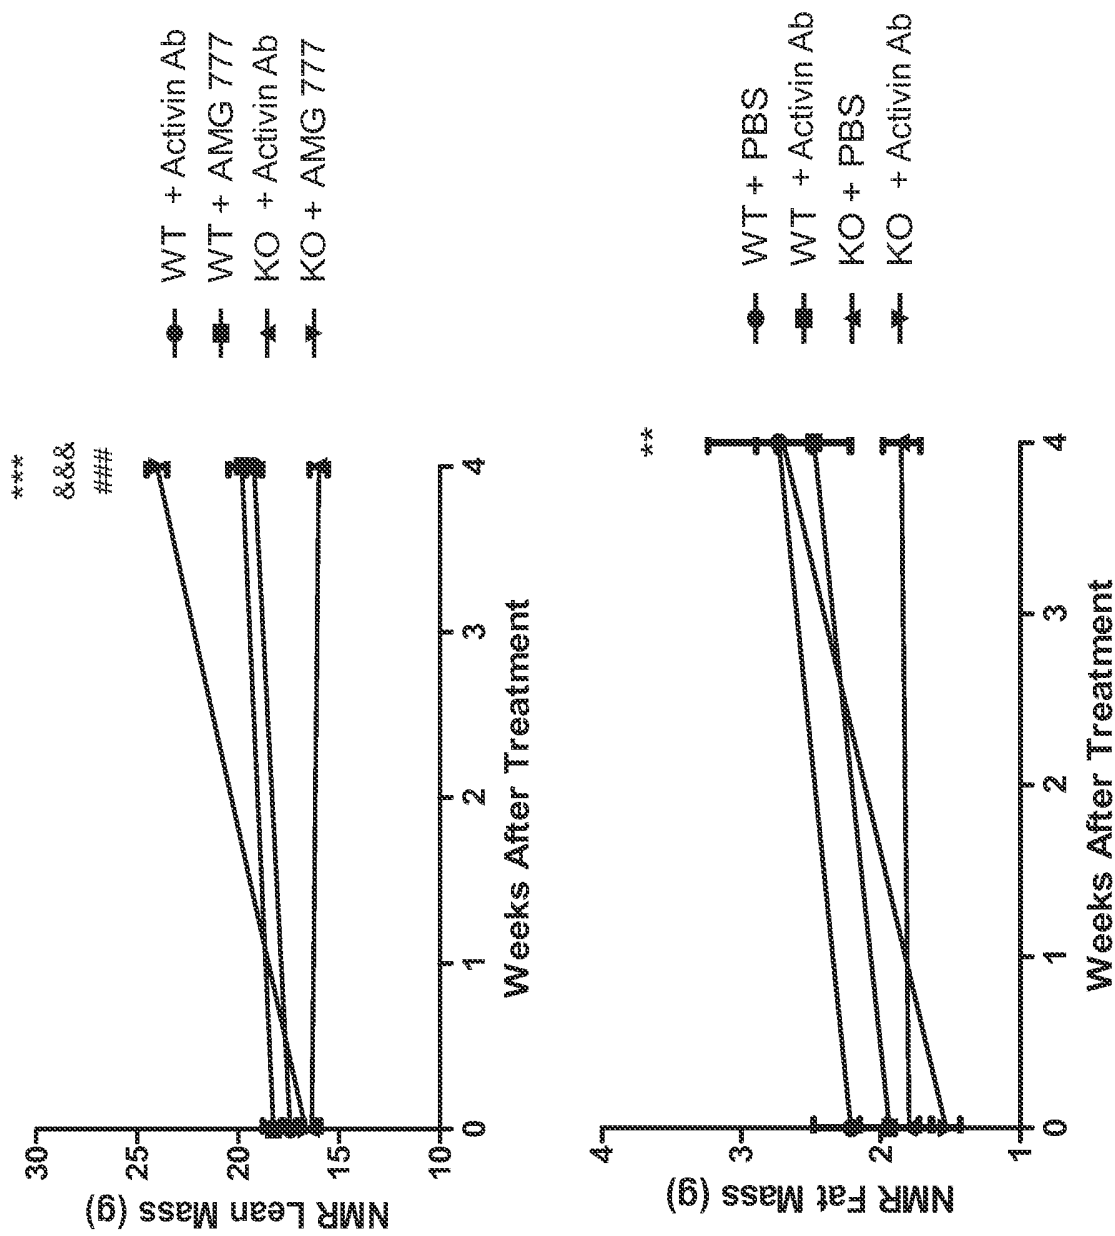 ***
&&&
###
30
25
20
15
10
NMR Lean Mass (g)
0
1
2
3
4
Weeks After Treatment
WT + Activin Ab
WT + AMG 777
KO + Activin Ab
KO + AMG 777
**
4
3
2
1
NMR Fat Mass (g)
0
1
2
3
4
Weeks After Treatment
WT + PBS
WT + Activin Ab
KO + PBS
KO + Activin Ab